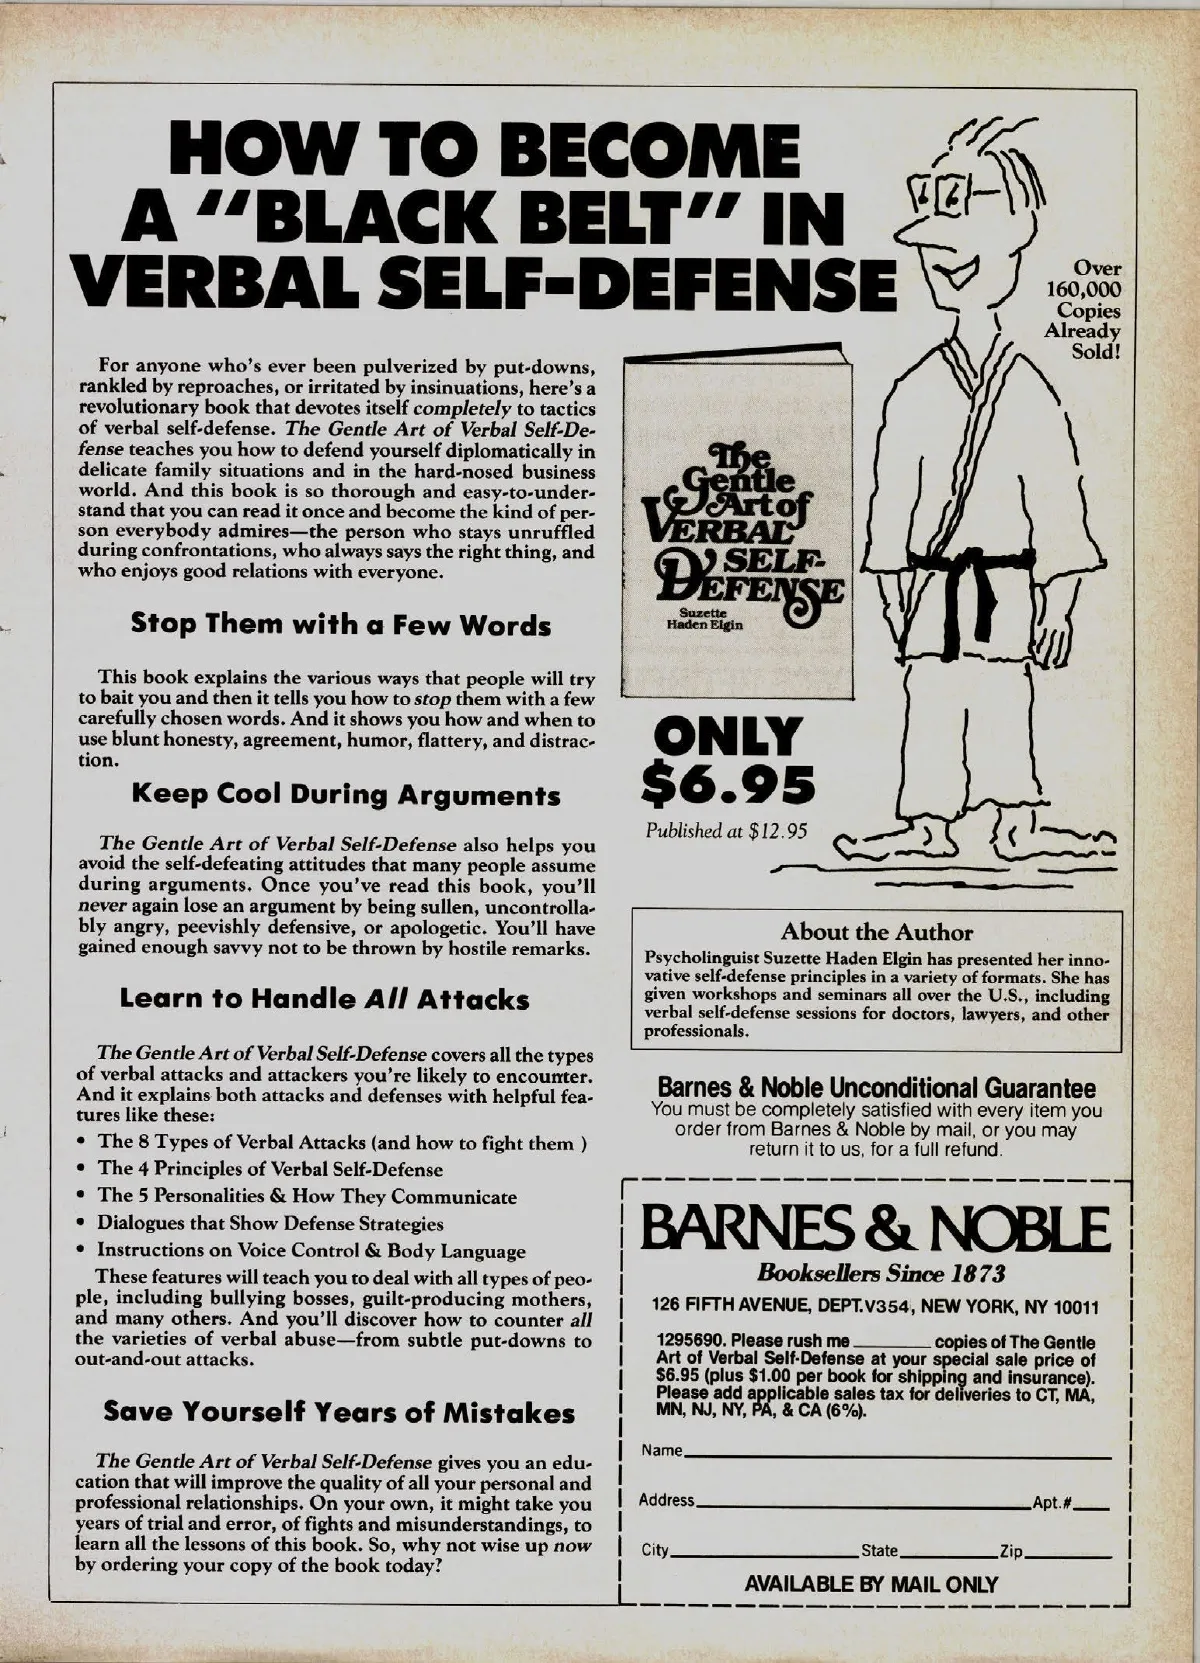 HOW TO BECOME
A "BLACK BELT" IN
VERBAL SELF-DEFENSE
Over
160,000
Copies
Already
Sold!
For anyone who's ever been pulverized by put-downs,
rankled by reproaches, or irritated by insinuations, here's a
revolutionary book that devotes itself completely to tactics
of verbal self-defense. The Gentle Art of Verbal Self-De-
fense teaches you how to defend yourself diplomatically in
delicate family situations and in the hard-nosed business
world. And this book is so thorough and easy-to-under-
stand that you can read it once and become the kind of per-
son everybody admires—the person who stays unruffled
during confrontations, who always says the right thing, and
who enjoys good relations with everyone.
Stop Them with a Few Words
This book explains the various ways that people will try
to bait you and then it tells you how to stop them with a few
carefully chosen words. And it shows you how and when to
use blunt honesty, agreement, humor, flattery, and distrac-
tion.
Keep Cool During Arguments
The Gentle Art of Verbal Self-Defense also helps you
avoid the self-defeating attitudes that many people assume
during arguments. Once you've read this book, you'll
never again lose an argument by being sullen, uncontrolla-
bly angry, peevishly defensive, or apologetic. You'll have
gained enough savvy not to be thrown by hostile remarks.
Learn to Handle All Attacks
The Gentle Art of Verbal Self-Defense covers all the types
of verbal attacks and attackers you're likely to encounter.
And it explains both attacks and defenses with helpful fea-
tures like these:
• The 8 Types of Verbal Attacks (and how to fight them )
• The 4 Principles of Verbal Self-Defense
• The 5 Personalities & How They Communicate
• Dialogues that Show Defense Strategies
• Instructions on Voice Control & Body Language
These features will teach you to deal with all types of peo-
ple, including bullying bosses, guilt-producing mothers,
and many others. And you'll discover how to counter all
the varieties of verbal abuse—from subtle put-downs to
out-and-out attacks.
Save Yourself Years of Mistakes
The Gentle Art of Verbal Self-Defense gives you an edu-
cation that will improve the quality of all your personal and
professional relationships. On your own, it might take you
years of trial and error, of fights and misunderstandings, to
learn all the lessons of this book. So, why not wise up now
by ordering your copy of the book today?
The
Gentle
Art of
VERBAL
SELF-
DEFENSE
Suzette
Haden Elgin
ONLY
$6.95
Published at $12.95
About the Author
Psycholinguist Suzette Haden Elgin has presented her inno-
vative self-defense principles in a variety of formats. She has
given workshops and seminars all over the U.S., including
verbal self-defense sessions for doctors, lawyers, and other
professionals.
Barnes & Noble Unconditional Guarantee
You must be completely satisfied with every item you
order from Barnes & Noble by mail, or you may
return it to us, for a full refund.
BARNES & NOBLE
Booksellers Since 1873
126 FIFTH AVENUE, DEPT.V354, NEW YORK, NY 10011
1295690. Please rush me ________ copies of The Gentle
Art of Verbal Self-Defense at your special sale price of
$6.95 (plus $1.00 per book for shipping and insurance).
Please add applicable sales tax for deliveries to CT, MA,
MN, NJ, NY, PA, & CA (6%).
Name
Address Apt.#
City State Zip
AVAILABLE BY MAIL ONLY